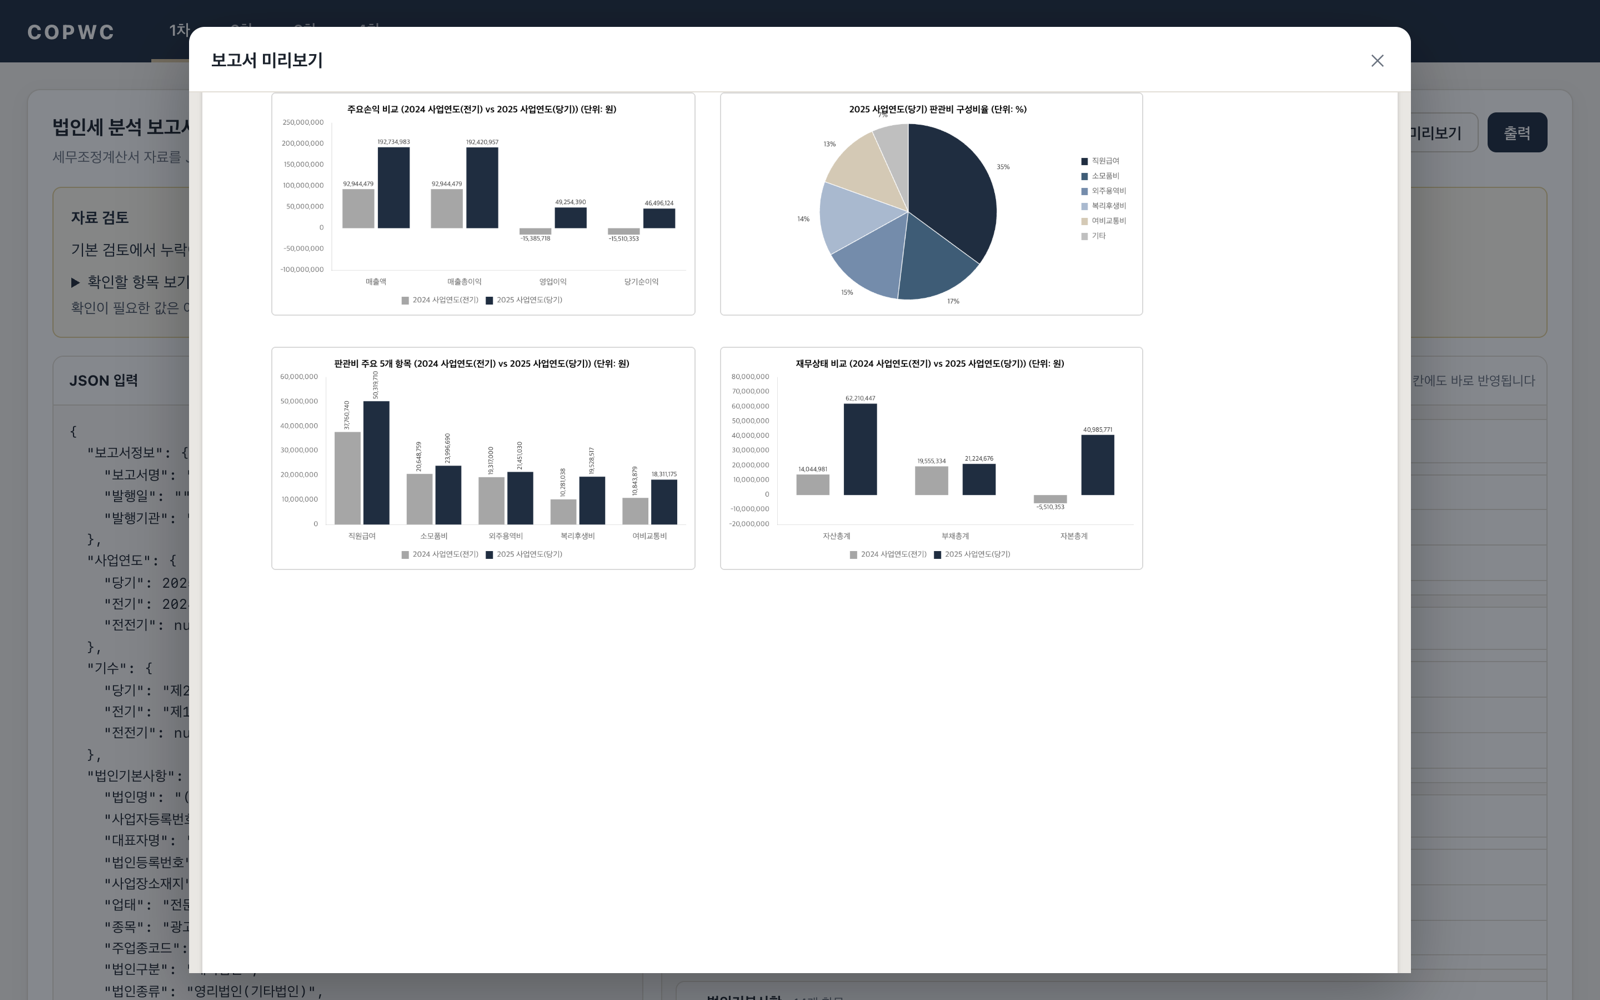 COPWC
1차
보고서 미리보기
법인세 분석 보고서
세무조정계산서 자료를
미리보기
출력
자료 검토
기본 검토에서 누락
▶ 확인할 항목 보기
확인이 필요한 값은
JSON 입력
칸에도 바로 반영됩니다
{
"보고서정보": {
"보고서명":
"발행일": ""
"발행기관":
},
"사업연도": {
"당기": 202
"전기": 202
"전전기": nu
},
"기수": {
"당기": "제2
"전기": "제1
"전전기": nu
},
"법인기본사항":
"법인명": "(
"사업자등록번호
"대표자명":
"법인등록번호"
"사업장소재지"
"업태": "전문
"종목": "광고
"주업종코드":
"법인구분":
"법인종류": "영리법인(기타법인)",
주요손익 비교 (2024 사업연도(전기) vs 2025 사업연도(당기)) (단위: 원)
250,000,000
200,000,000
150,000,000
100,000,000
50,000,000
0
-50,000,000
-100,000,000
92,944,479
192,734,983
92,944,479
192,420,957
-15,385,718
49,254,390
-15,510,353
46,496,124
매출액
매출총이익
영업이익
당기순이익
2024 사업연도(전기)
2025 사업연도(당기)
2025 사업연도(당기) 판관비 구성비율 (단위: %)
7%
13%
35%
14%
15%
17%
직원급여
소모품비
외주용역비
복리후생비
여비교통비
기타
판관비 주요 5개 항목 (2024 사업연도(전기) vs 2025 사업연도(당기)) (단위: 원)
60,000,000
50,000,000
40,000,000
30,000,000
20,000,000
10,000,000
0
37,760,740
50,319,710
20,648,759
23,996,690
19,317,000
21,451,030
10,281,038
19,528,517
10,843,879
18,311,175
직원급여
소모품비
외주용역비
복리후생비
여비교통비
2024 사업연도(전기)
2025 사업연도(당기)
재무상태 비교 (2024 사업연도(전기) vs 2025 사업연도(당기)) (단위: 원)
80,000,000
70,000,000
60,000,000
50,000,000
40,000,000
30,000,000
20,000,000
10,000,000
0
-10,000,000
-20,000,000
14,044,981
62,210,447
19,555,334
21,224,676
-5,510,353
40,985,771
자산총계
부채총계
자본총계
2024 사업연도(전기)
2025 사업연도(당기)